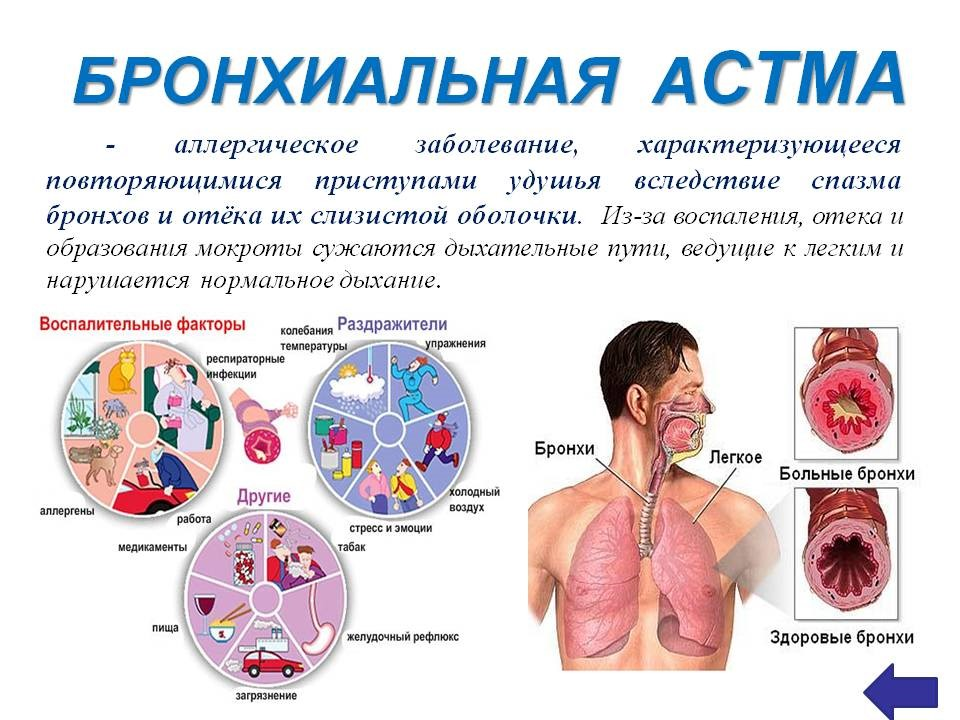 БРОНХИАЛЬНАЯ АСТМА
- аллергическое заболевание, характеризующееся
повторяющимися приступами удушья вследствие спазма
бронхов и отёка их слизистой оболочки. Из-за воспаления, отека и
образования мокроты сужаются дыхательные пути, ведущие к легким и
нарушается нормальное дыхание.
Воспалительные факторы
респираторные
инфекции
аллергены
работа
Раздражители
колебания
температуры
упражнения
холодный
воздух
стресс и эмоции
Другие
медикаменты
табак
пища
желудочный рефлюкс
загрязнение
Бронхи
Легкое
Больные бронхи
Здоровые бронхи